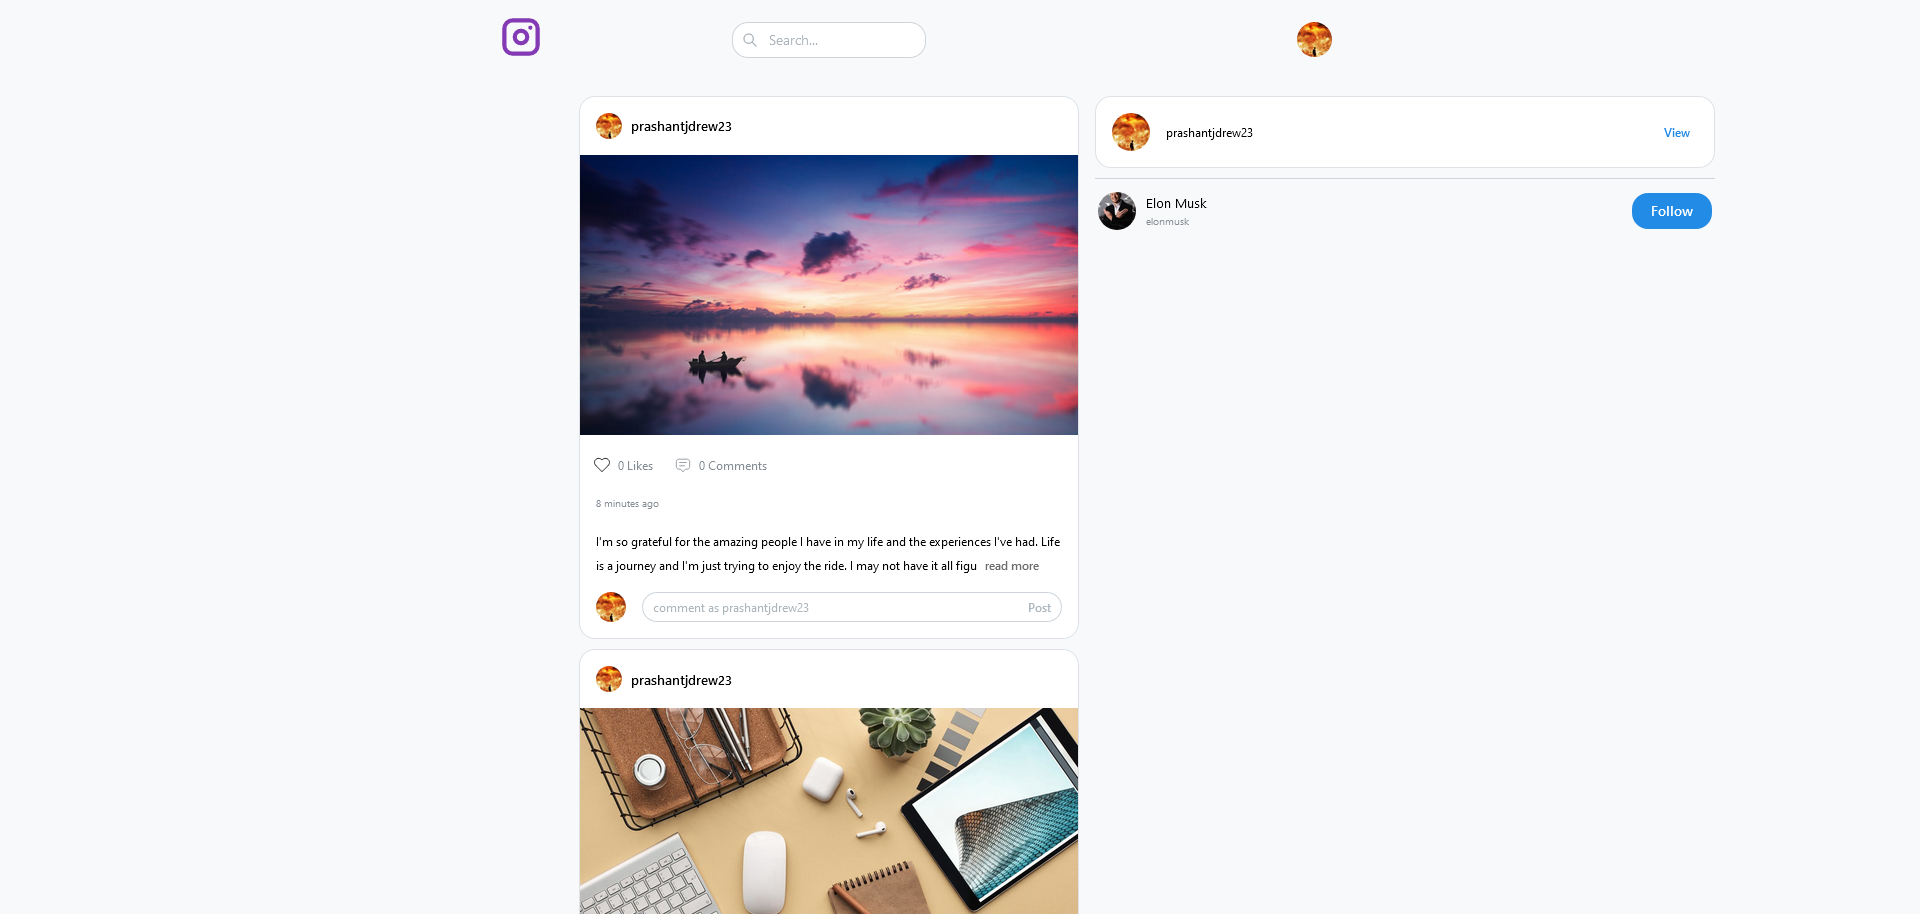 Search...
prashantjdrew23
0 Likes
0 Comments
8 minutes ago
I'm so grateful for the amazing people I have in my life and the experiences I've had. Life
is a journey and I'm just trying to enjoy the ride. I may not have it all figu read more
comment as prashantjdrew23
Post
prashantjdrew23
prashantjdrew23
View
Elon Musk
elonmusk
Follow